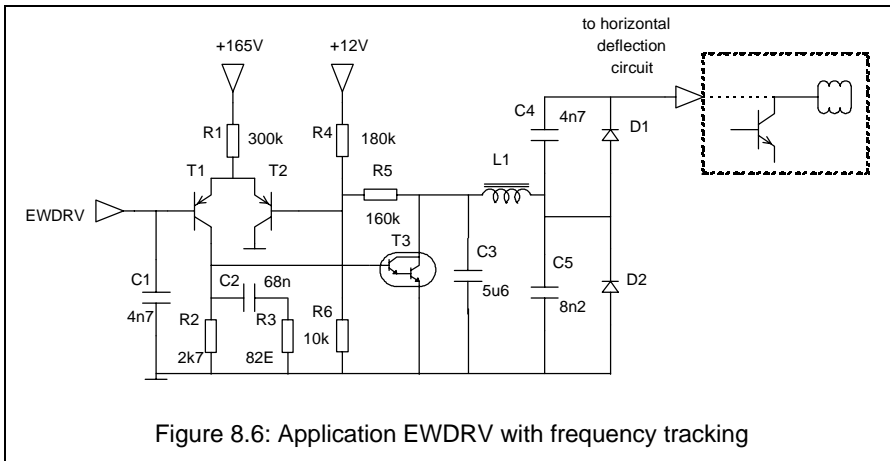 to horizontal
deflection
circuit
+165V
+12V
R1
300k
R4
180k
C4
4n7
D1
T1
T2
R5
L1
160k
EWDRV
T3
C3
5u6
C5
8n2
D2
C1
4n7
C2
68n
R2
2k7
R3
82E
R6
10k
Figure 8.6: Application EWDRV with frequency tracking